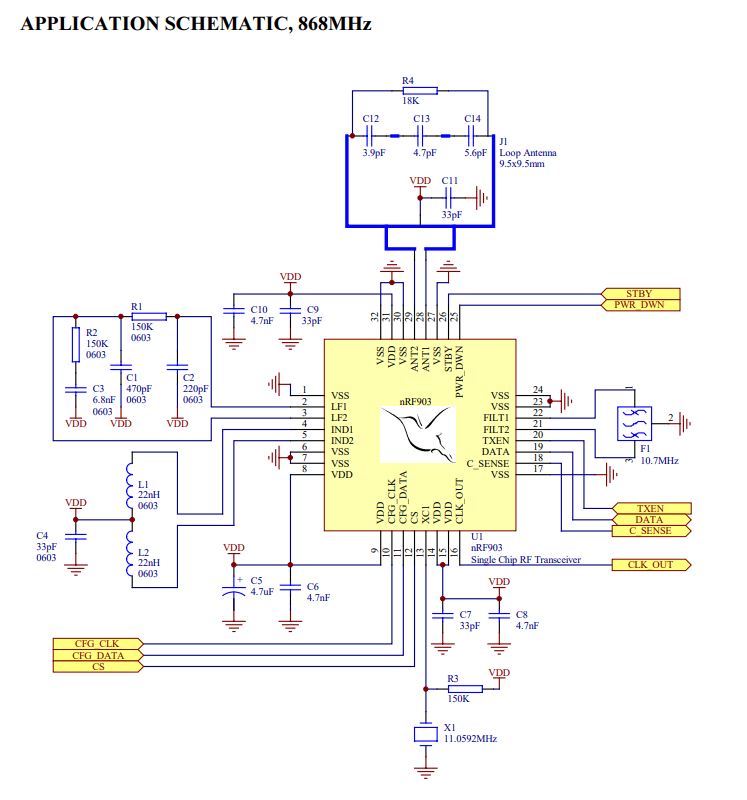 APPLICATION SCHEMATIC, 868MHz
R4
18K
C12
C13
C14
3.9pF
4.7pF
5.6pF
J1
Loop Antenna
9.5x9.5mm
VDD
C11
33pF
VDD
C10
4.7nF
C9
33pF
STBY
PWR_DWN
32
31
30
29
28
27
26
25
VSS
VDD
VSS
ANT2
ANT1
VSS
STBY
PWR_DWN
R1
150K
0603
R2
150K
0603
C3
6.8nF
0603
C1
470pF
0603
C2
220pF
0603
VDD
VDD
VDD
1
2
3
4
5
6
7
8
VSS
LF1
LF2
IND1
IND2
VSS
VSS
VDD
nRF903
VSS
VSS
FILT1
FILT2
TXEN
DATA
C_SENSE
VSS
24
23
22
21
20
19
18
17
1
2
3
F1
10.7MHz
L1
22nH
0603
VDD
C4
33pF
0603
L2
22nH
0603
VDD
CFG_CLK
CFG_DATA
CS
XC1
VDD
VDD
CLK_OUT
9
10
11
12
13
14
15
16
U1
nRF903
Single Chip RF Transceiver
TXEN
DATA
C_SENSE
CLK_OUT
VDD
+
C5
4.7uF
C6
4.7nF
VDD
C7
33pF
C8
4.7nF
CFG_CLK
CFG_DATA
CS
R3
150K
VDD
X1
11.0592MHz